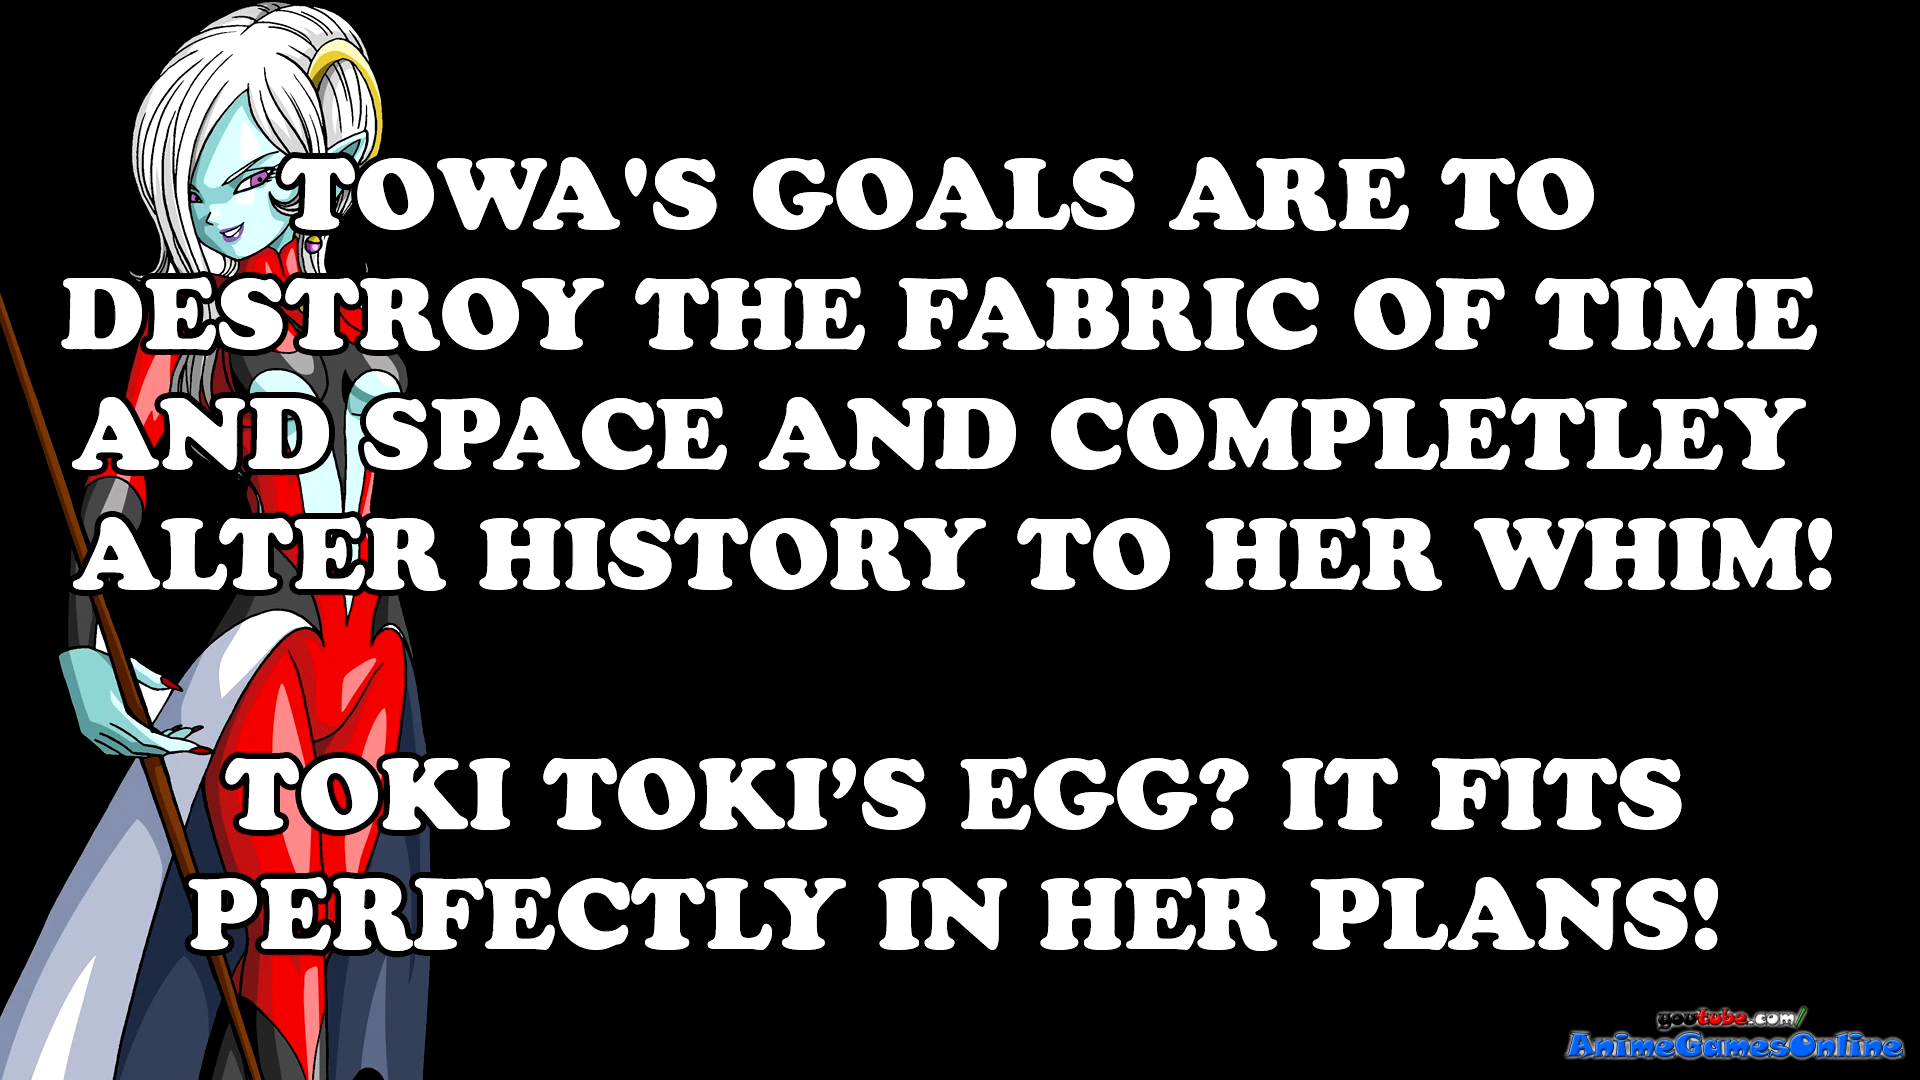 TOWA'S GOALS ARE TO
DESTROY THE FABRIC OF TIME
AND SPACE AND COMPLETLEY
ALTER HISTORY TO HER WHIM!
TOKI TOKI’S EGG? IT FITS
PERFECTLY IN HER PLANS!
youtube.com/
AnimeGamesOnline